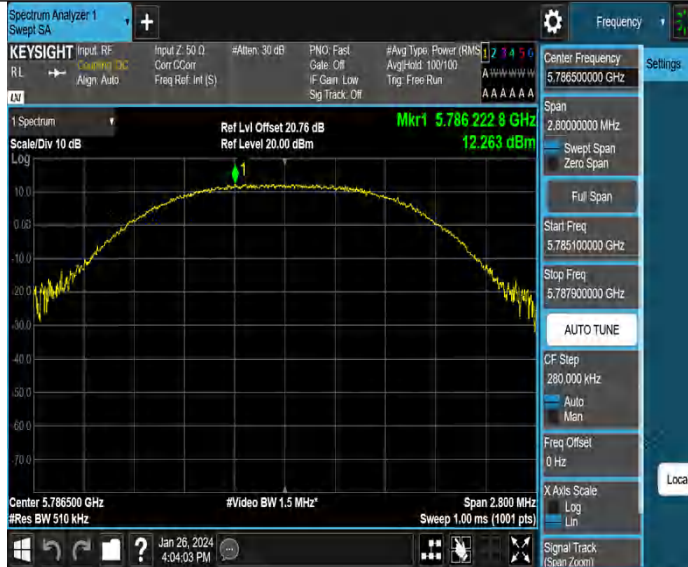 Spectrum Analyzer 1
Swept SA
+
Frequency
KEYSIGHT
RL
Input: RF
Coupling: DC
Align: Auto
Input Z: 50 Ω
Corr CCorr
Freq Ref: Int (S)
#Atten: 30 dB
PNO: Fast
Gate: Off
IF Gain: Low
Sig Track: Off
#Avg Type: Power (RMS
Avg|Hold: 100/100
Trig: Free Run
1 2 3 4 5 6
A W W W W W
A A A A A A
1 Spectrum
Scale/Div 10 dB
Ref Lvl Offset 20.76 dB
Ref Level 20.00 dBm
Mkr1 5.786 222 8 GHz
12.263 dBm
Log
1
10.0
0.00
-10.0
-20.0
-30.0
-40.0
-50.0
-60.0
-70.0
Center 5.786500 GHz
#Res BW 510 kHz
#Video BW 1.5 MHz*
Span 2.800 MHz
Sweep 1.00 ms (1001 pts)
Center Frequency
5.786500000 GHz
Span
2.80000000 MHz
Swept Span
Zero Span
Full Span
Start Freq
5.785100000 GHz
Stop Freq
5.787900000 GHz
AUTO TUNE
CF Step
280.000 kHz
Auto
Man
Freq Offset
0 Hz
X Axis Scale
Log
Lin
Signal Track
(Span Zoom)
Settings
Loca
?
Jan 26, 2024
4:04:03 PM